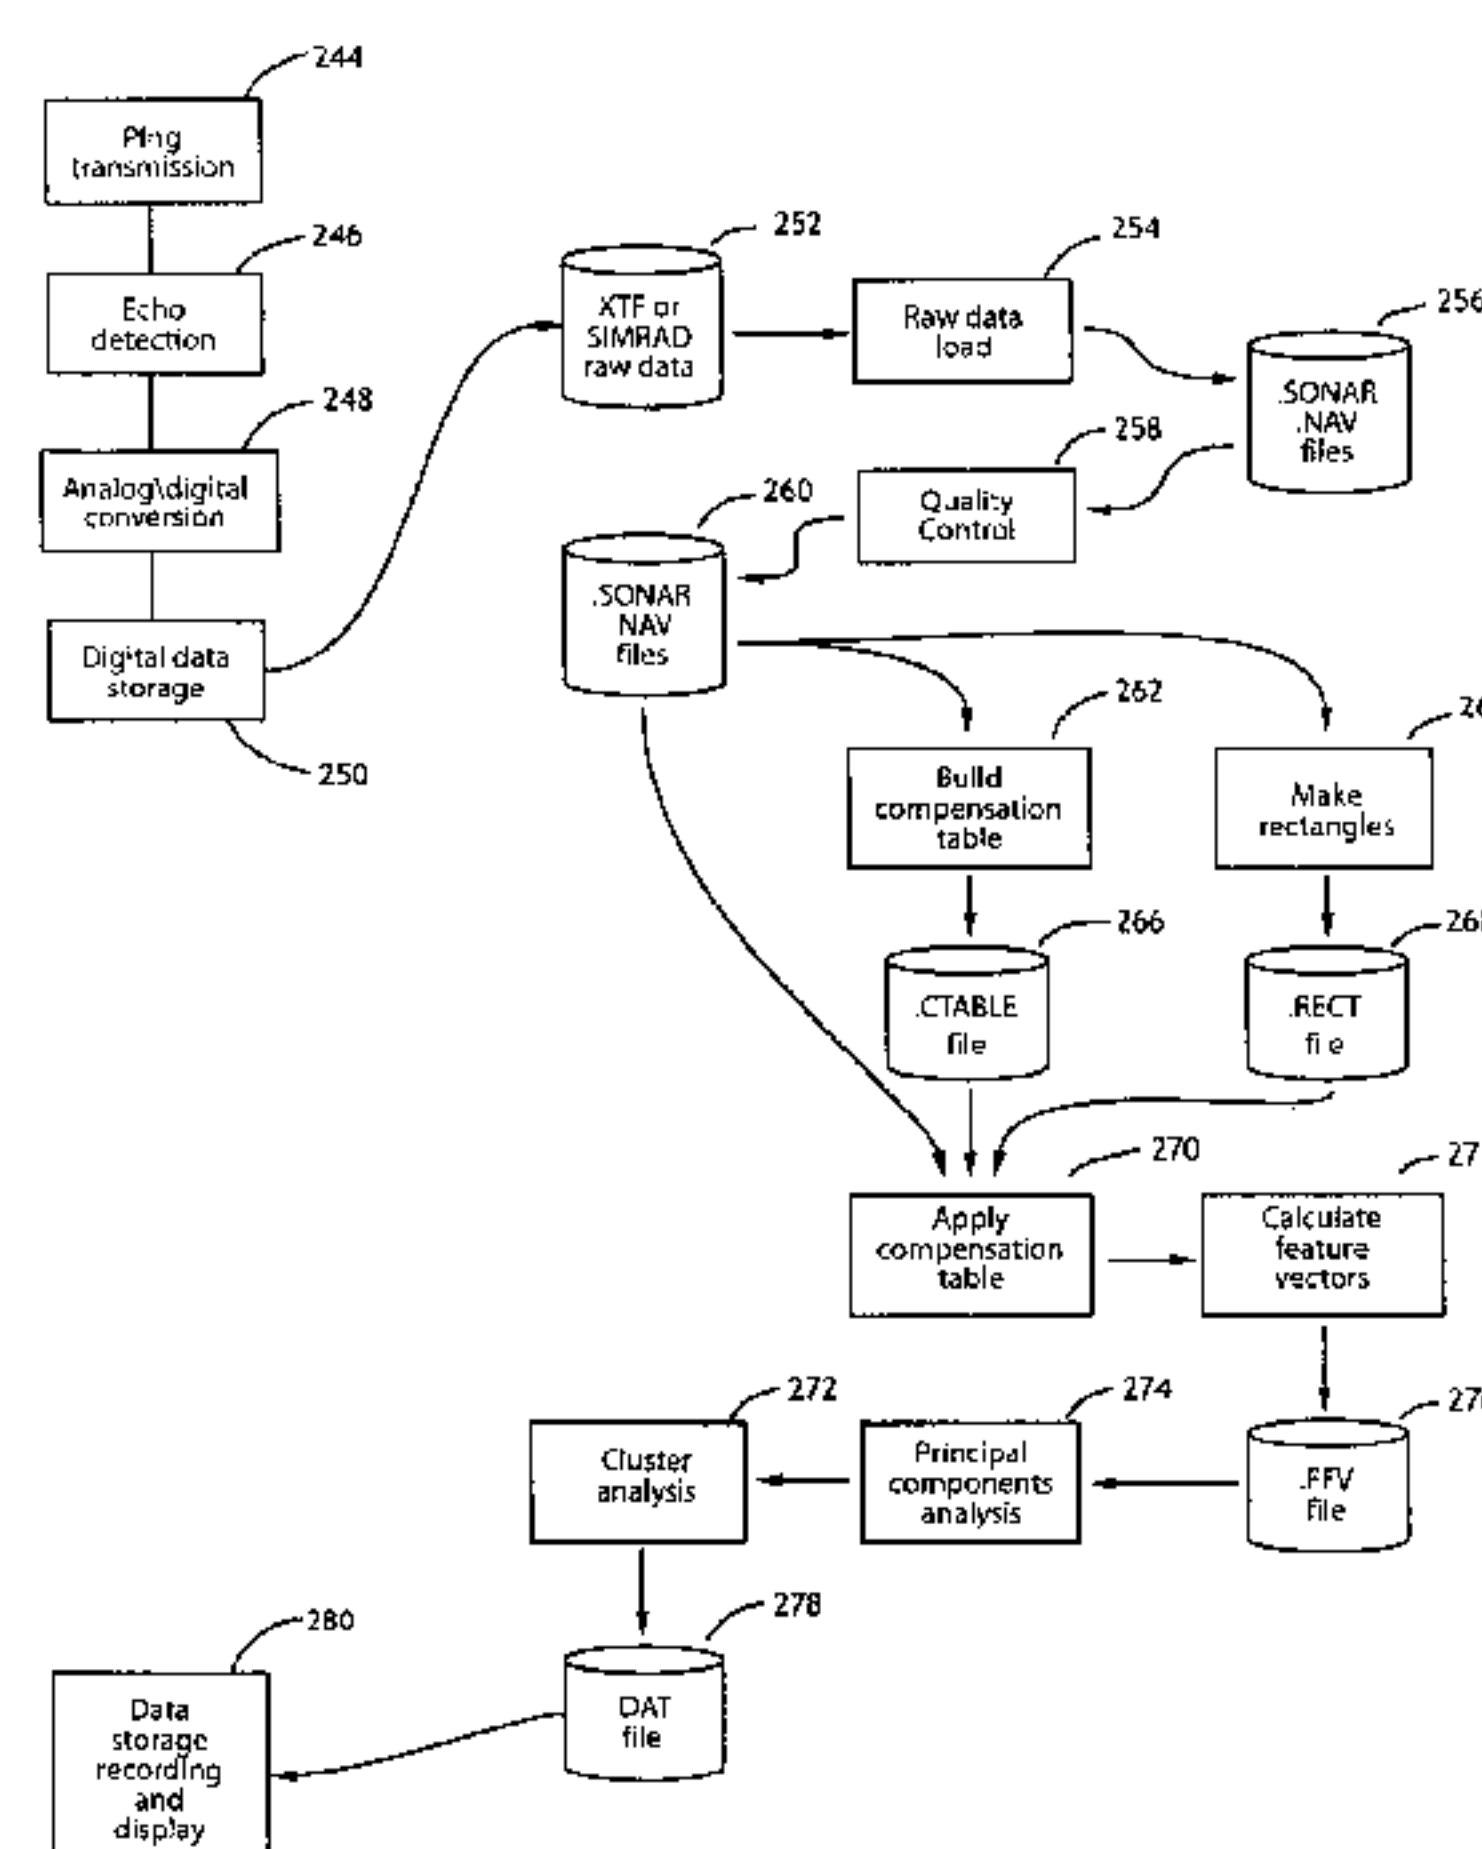 244
Ping
transmission
246
Echo
detection
248
Analog\digital
conversion
Digital data
storage
250
252
XTF or
SIMRAD
raw data
254
Raw data
load
256
.SONAR
.NAV
files
258
Quality
Control
260
.SONAR
NAV
files
262
Build
compensation
table
Make
rectangles
266
.CTABLE
file
.RECT
file
270
Apply
compensation
table
Calculate
feature
vectors
272
Cluster
analysis
274
Principal
components
analysis
.FFV
file
278
DAT
file
280
Data
storage
recording
and
display